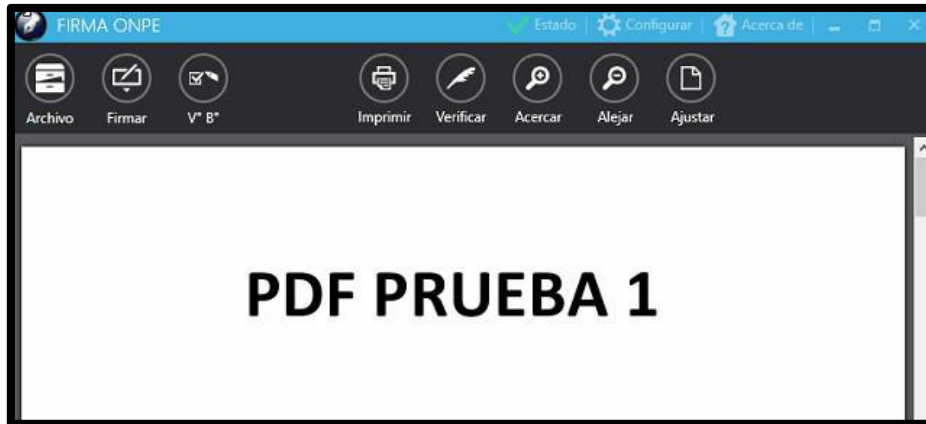 FIRMA ONPE Estado Configurar Acerca de
Archivo Firmar V° B° Imprimir Verificar Acercar Alejar Ajustar
PDF PRUEBA 1